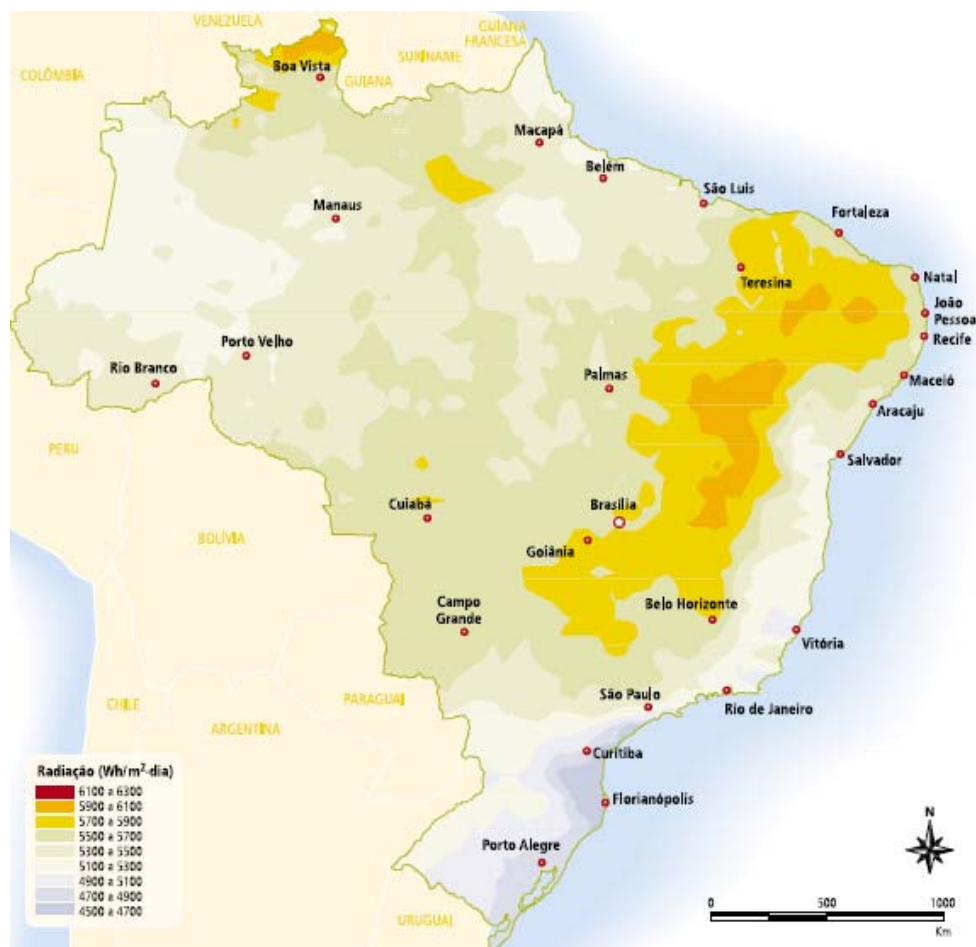 VENEZUELA
GUIANA
FRANCESA
SURINAME
COLÔMBIA
Boa Vista
GUIANA
Macapá
Belém
São Luis
Manaus
Fortaleza
Teresina
Natal
João
Pessoa
Recife
Porto Velho
Rio Branco
Palmas
Maceió
Aracaju
PERU
Salvador
Cuiabá
Brasília
BOLÍVIA
Goiânia
Campo
Grande
Belo Horizonte
Vitória
CHILE
PARAGUAI
São Paulo
Rio de Janeiro
ARGENTINA
Curitiba
Florianópolis
Porto Alegre
URUGUAI
Radiação (Wh/m²-dia)
6100 a 6300
5900 a 6100
5700 a 5900
5500 a 5700
5300 a 5500
5100 a 5300
4900 a 5100
4700 a 4900
4500 a 4700
N
0 500 1000
Km